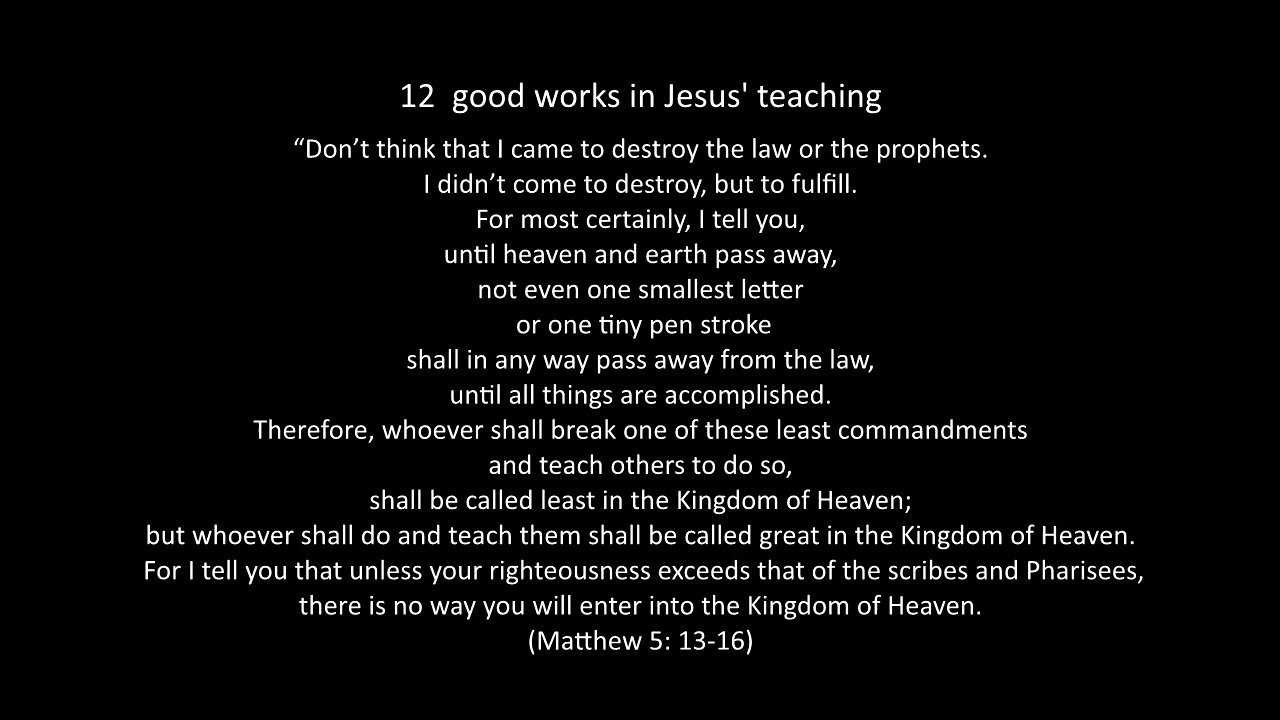 12  good works in Jesus' teaching
“Don’t think that I came to destroy the law or the prophets.
I didn’t come to destroy, but to fulfill.
For most certainly, I tell you,
until heaven and earth pass away,
not even one smallest letter
or one tiny pen stroke
shall in any way pass away from the law,
until all things are accomplished.
Therefore, whoever shall break one of these least commandments
and teach others to do so,
shall be called least in the Kingdom of Heaven;
but whoever shall do and teach them shall be called great in the Kingdom of Heaven.
For I tell you that unless your righteousness exceeds that of the scribes and Pharisees,
there is no way you will enter into the Kingdom of Heaven.
(Matthew 5: 13-16)